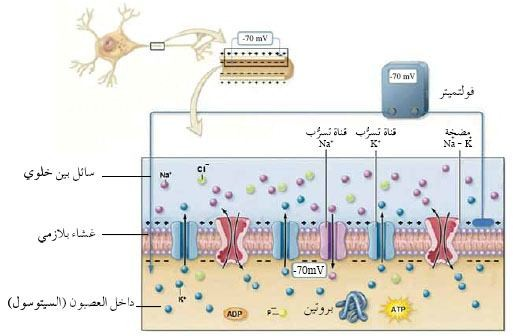 -70 mV
-70 mV
فولتميتر
قناة تسرُّب
Na⁺
قناة تسرُّب
K⁺
مضخّة
Na - K
سائل بين خلوي
Na⁺
Cl⁻
غشاء بلازمي
-70mV
داخل العصبون (السيتوسول)
K⁺
ADP
P⁻
بروتين
ATP